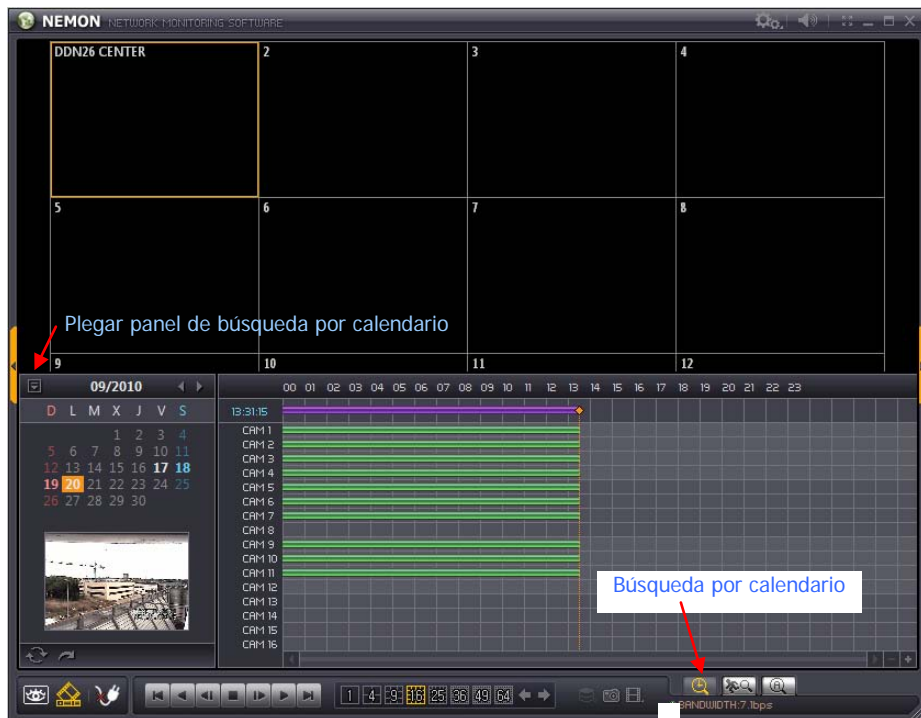 NEMON NETWORK MONITORING SOFTWARE
DDN26 CENTER 2 3 4
5 6 7 8
Plegar panel de búsqueda por calendario
9 10 11 12
09/2010
00 01 02 03 04 05 06 07 08 09 10 11 12 13 14 15 16 17 18 19 20 21 22 23
D L M X J V S
1 2 3 4
5 6 7 8 9 10 11
12 13 14 15 16 17 18
19 20 21 22 23 24 25
26 27 28 29 30
13:31:15
CAM 1
CAM 2
CAM 3
CAM 4
CAM 5
CAM 6
CAM 7
CAM 8
CAM 9
CAM 10
CAM 11
CAM 12
CAM 13
CAM 14
CAM 15
CAM 16
Búsqueda por calendario
1 4 9 16 25 36 49 64
BANDWIDTH:7.1bps